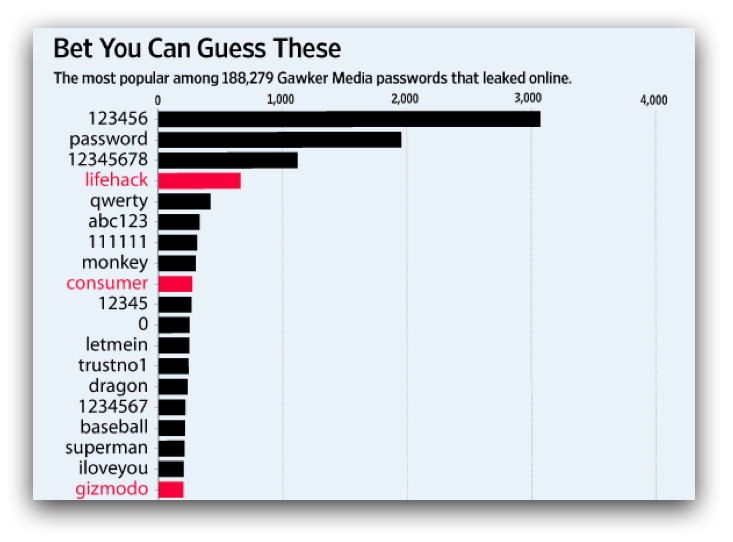 Bet You Can Guess These
The most popular among 188,279 Gawker Media passwords that leaked online.
0 1,000 2,000 3,000 4,000
123456
password
12345678
lifehack
qwerty
abc123
111111
monkey
consumer
12345
0
letmein
trustno1
dragon
1234567
baseball
superman
iloveyou
gizmodo